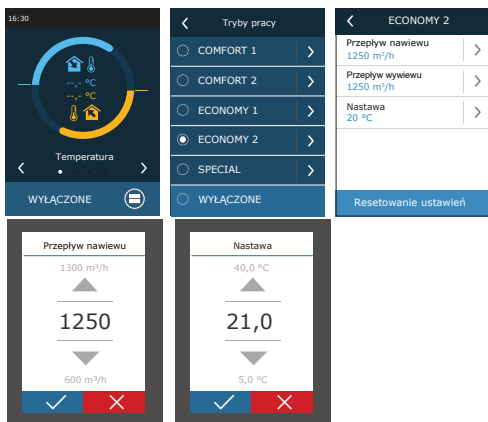 16:30
--,- °C
--,- °C
Temperatura
WYŁĄCZONE
Tryby pracy
COMFORT 1
COMFORT 2
ECONOMY 1
ECONOMY 2
SPECIAL
WYŁĄCZONE
ECONOMY 2
Przepływ nawiewu
1250 m³/h
Przepływ wywiewu
1250 m³/h
Nastawa
20 °C
Resetowanie ustawień
Przepływ nawiewu
1300 m³/h
1250
600 m³/h
Nastawa
40,0 °C
21,0
5,0 °C